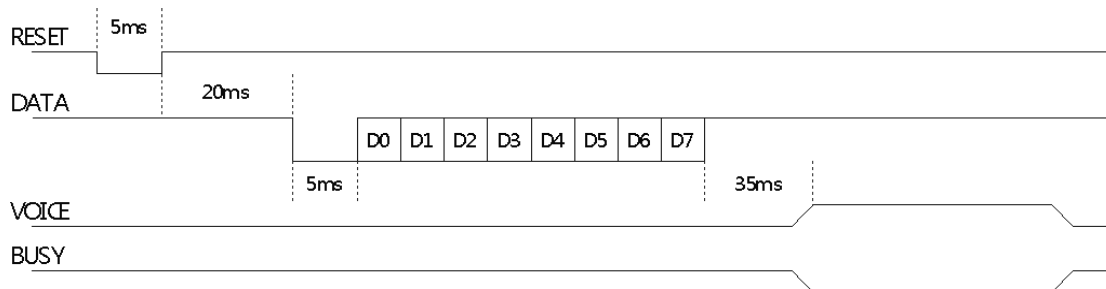 5ms
RESET
20ms
DATA
D0 D1 D2 D3 D4 D5 D6 D7
5ms 35ms
VOICE
BUSY